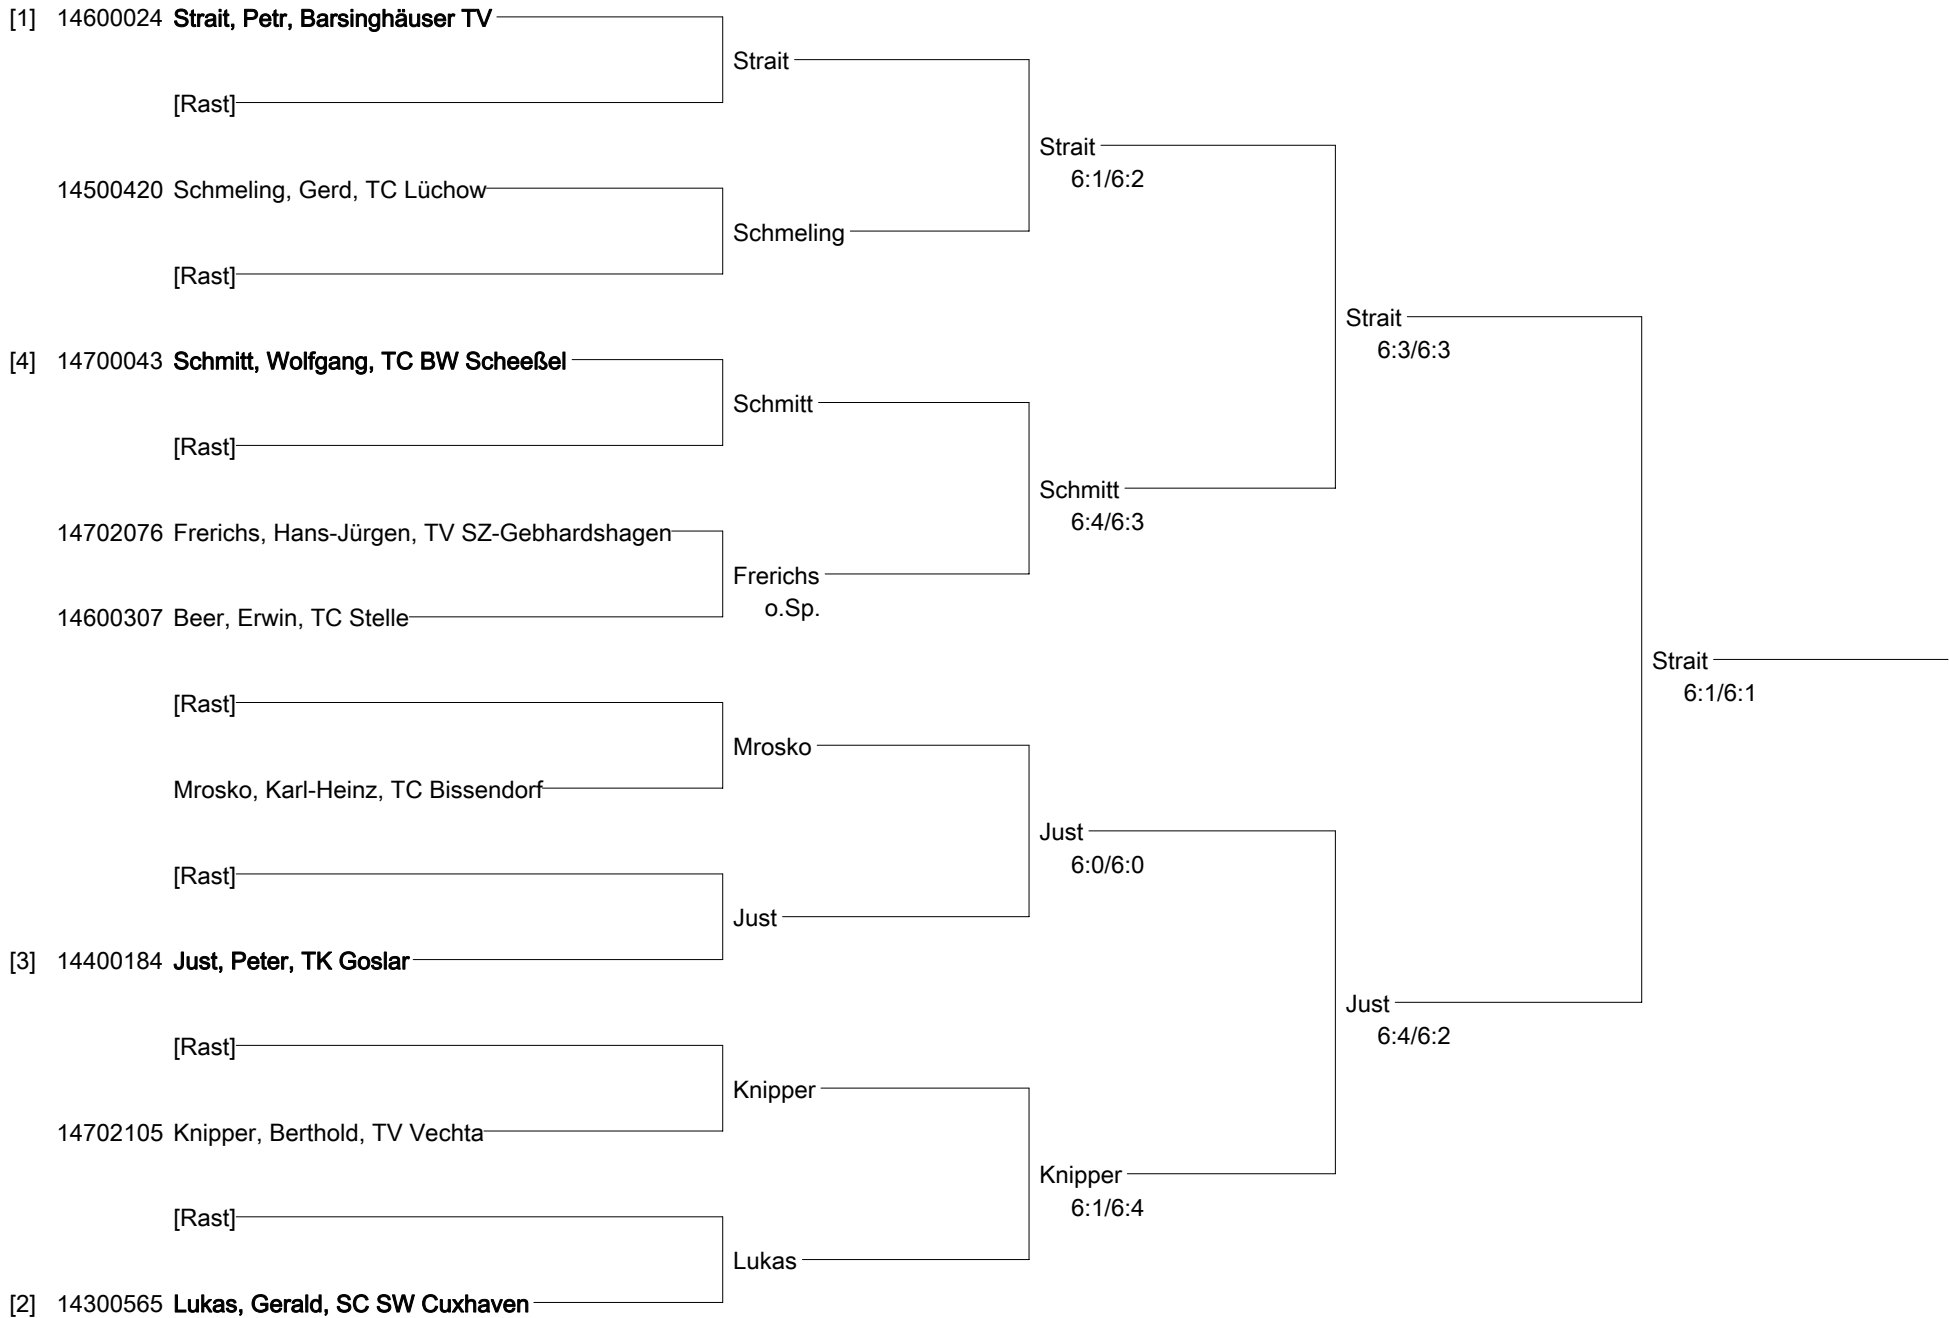 [1] 14600024 Strait, Petr, Barsinghäuser TV
Strait
[Rast]
Strait
6:1/6:2
14500420 Schmeling, Gerd, TC Lüchow
Schmeling
[Rast]
Strait
6:3/6:3
[4] 14700043 Schmitt, Wolfgang, TC BW Scheeßel
Schmitt
[Rast]
Schmitt
6:4/6:3
14702076 Frerichs, Hans-Jürgen, TV SZ-Gebhardshagen
Frerichs
o.Sp.
14600307 Beer, Erwin, TC Stelle
Strait
6:1/6:1
[Rast]
Mrosko
Mrosko, Karl-Heinz, TC Bissendorf
Just
6:0/6:0
[Rast]
Just
[3] 14400184 Just, Peter, TK Goslar
Just
6:4/6:2
[Rast]
Knipper
14702105 Knipper, Berthold, TV Vechta
Knipper
6:1/6:4
[Rast]
Lukas
[2] 14300565 Lukas, Gerald, SC SW Cuxhaven